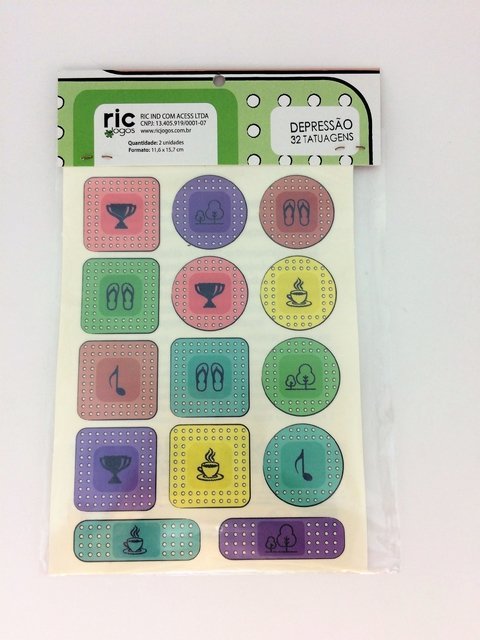 ric
jogos
RIC IND COM ACESS LTDA
CNPJ: 13.405.919/0001-07
www.ricjogos.com.br
Quantidade: 2 unidades
Formato: 11,6 x 15,7 cm
DEPRESSÃO
32 TATUAGENS